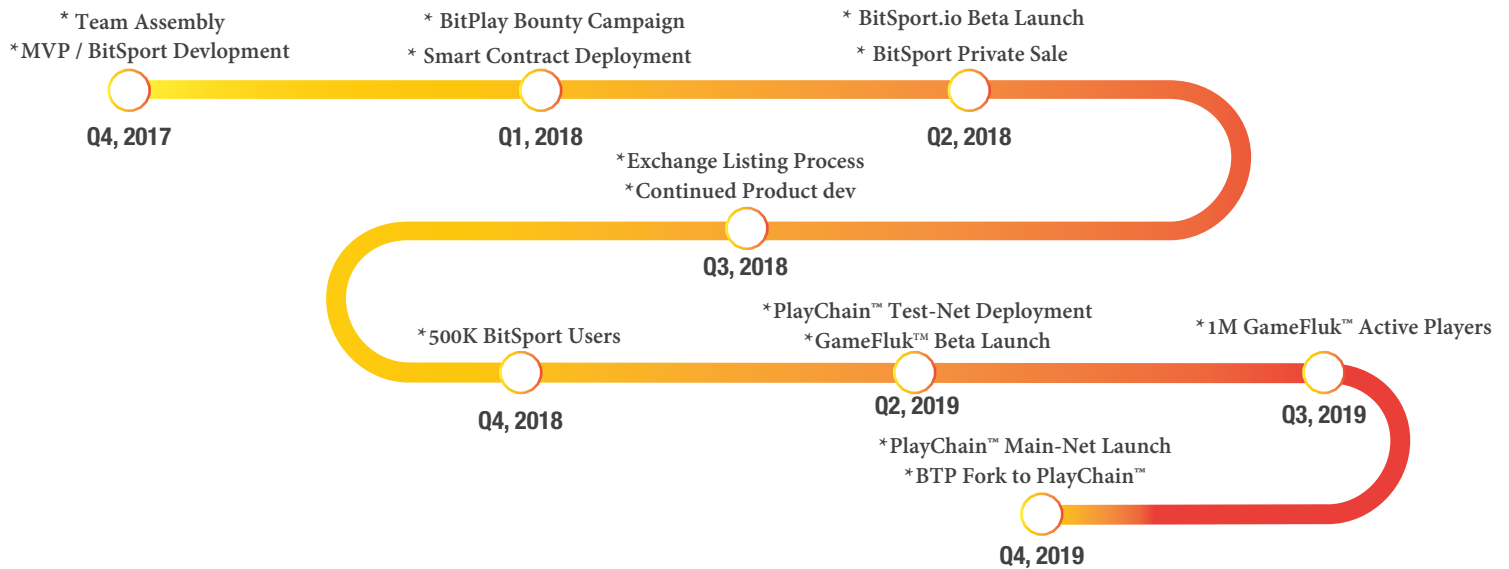 * Team Assembly
*MVP / BitSport Devlopment
Q4, 2017
* BitPlay Bounty Campaign
* Smart Contract Deployment
Q1, 2018
* BitSport.io Beta Launch
* BitSport Private Sale
Q2, 2018
*Exchange Listing Process
*Continued Product dev
Q3, 2018
*500K BitSport Users
Q4, 2018
*PlayChain™ Test-Net Deployment
*GameFluk™ Beta Launch
Q2, 2019
*1M GameFluk™ Active Players
Q3, 2019
*PlayChain™ Main-Net Launch
*BTP Fork to PlayChain™
Q4, 2019